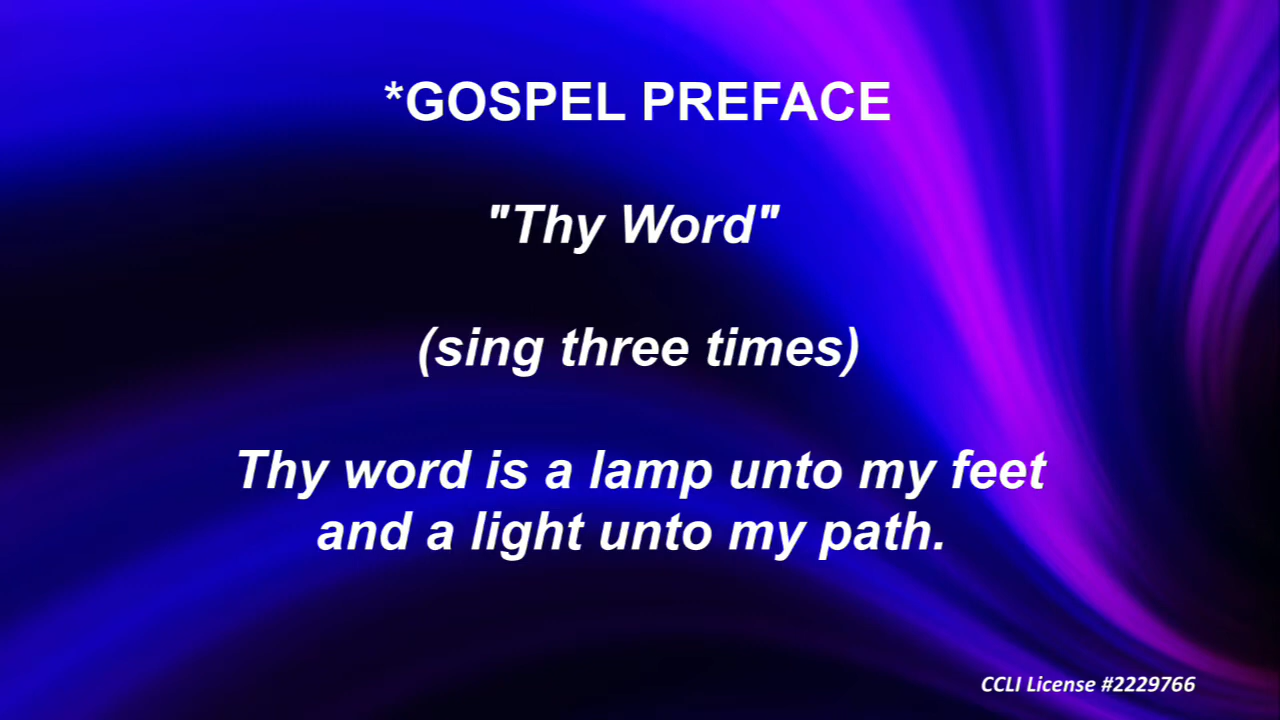 *GOSPEL PREFACE
"Thy Word"
(sing three times)
Thy word is a lamp unto my feet
and a light unto my path.
CCLI License #2229766